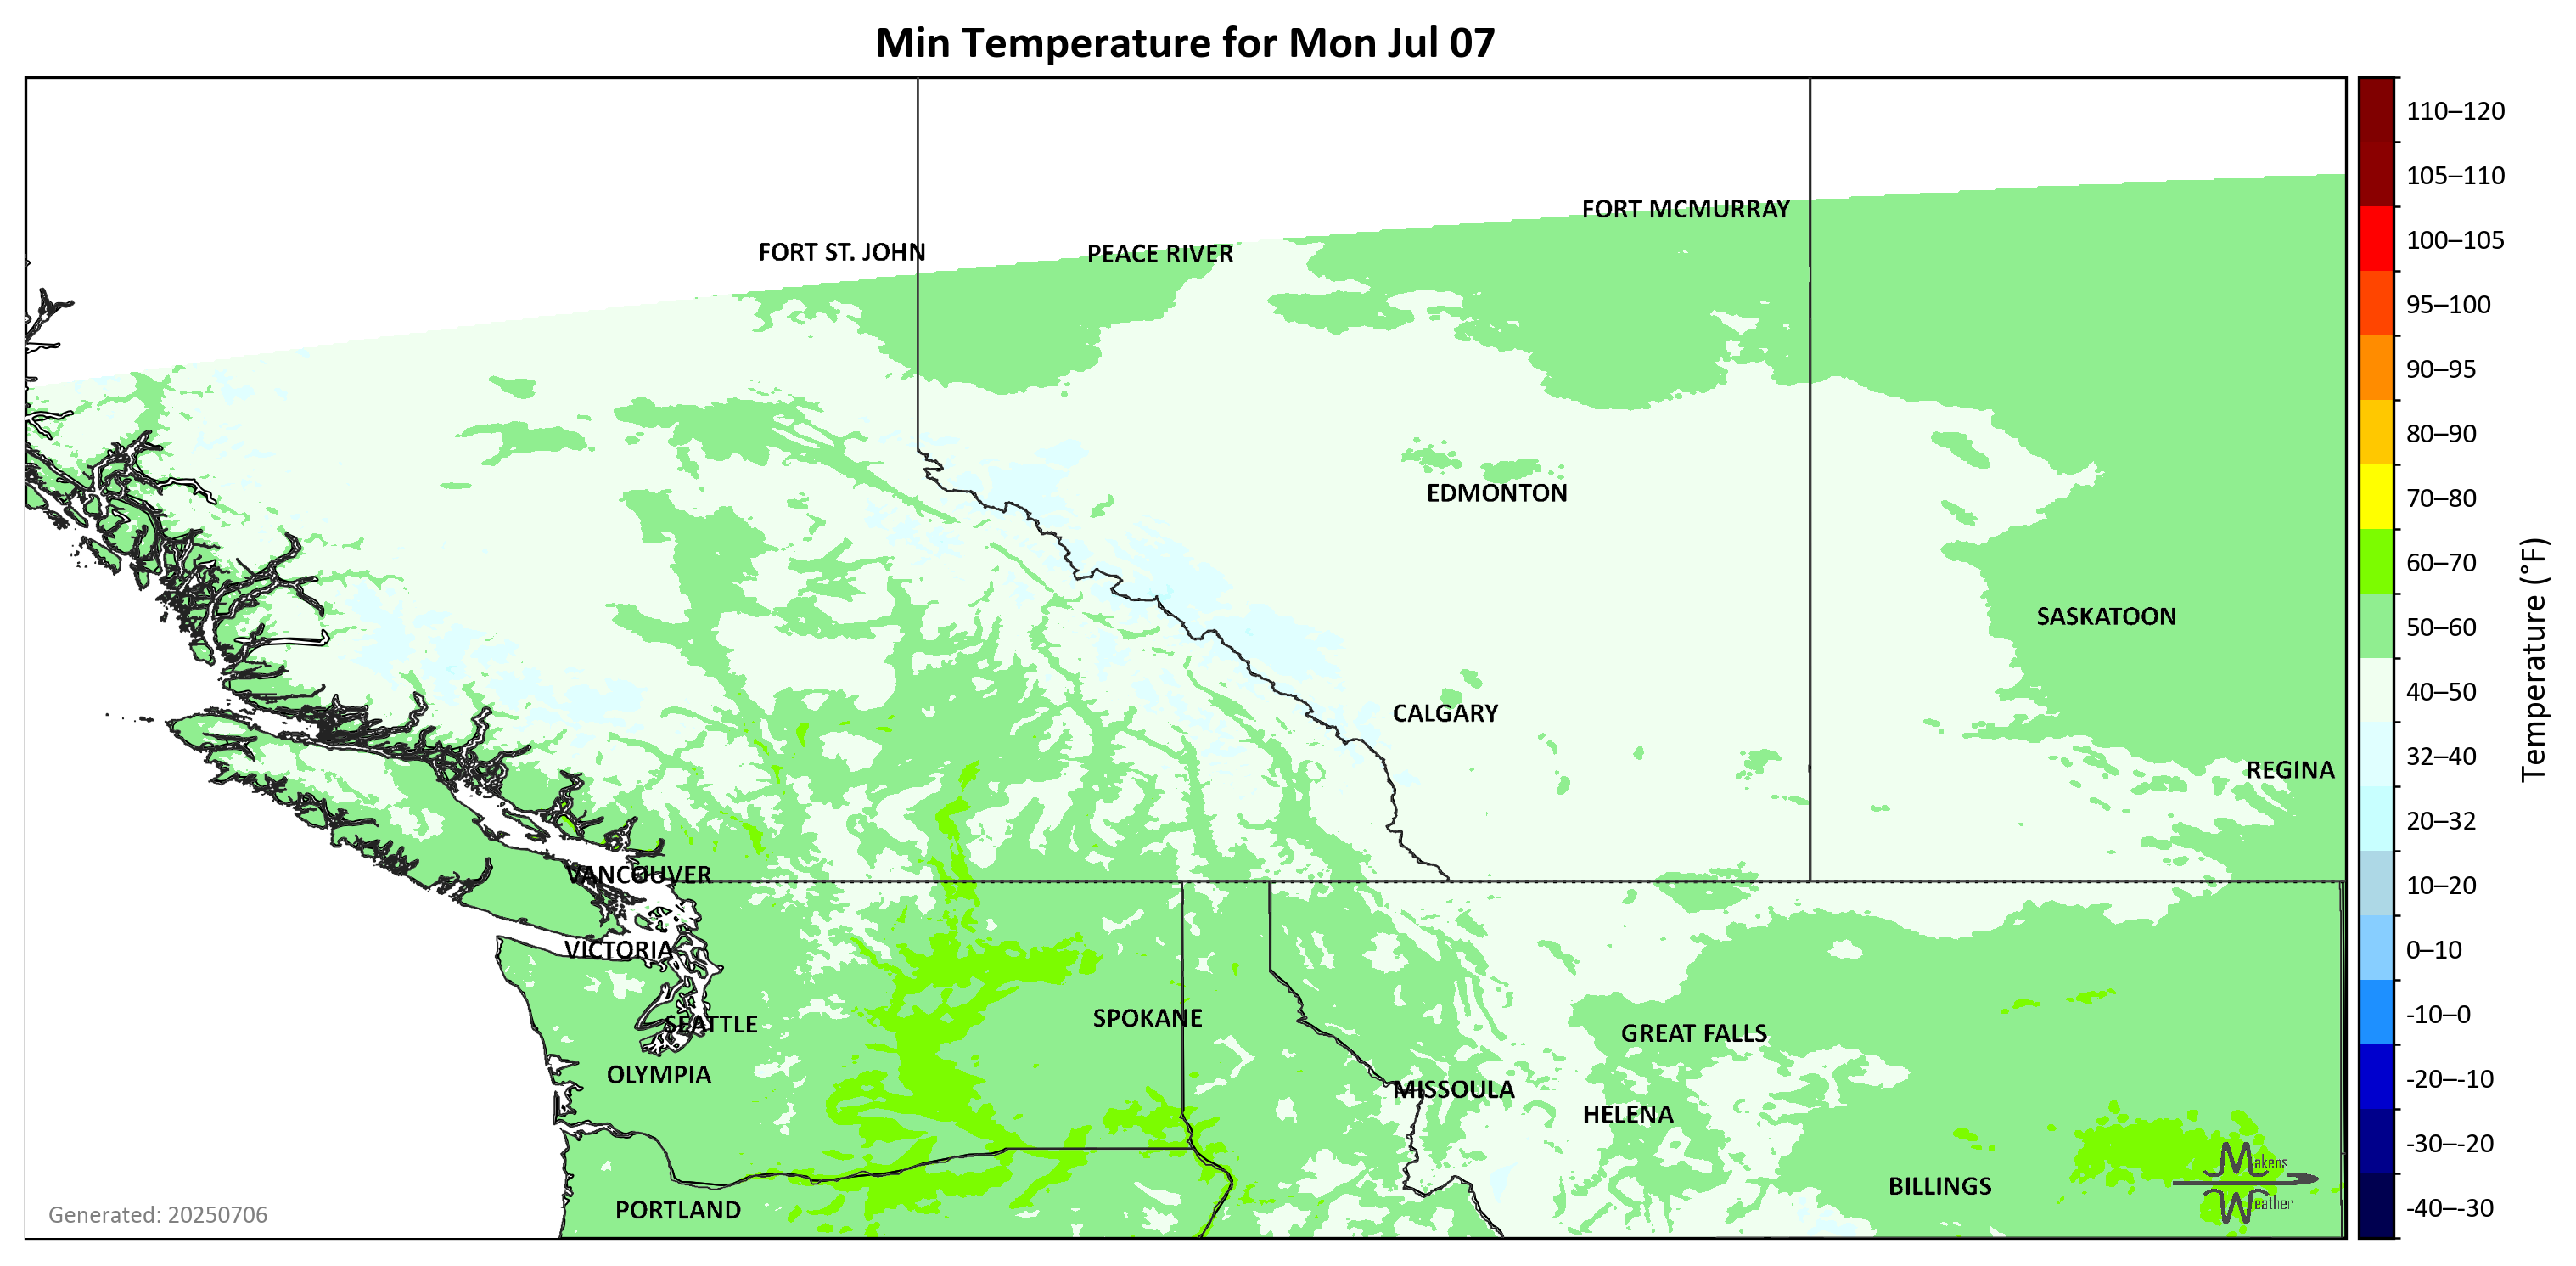 Min Temperature for Mon Jul 07
110–120
105–110
FORT MCMURRAY
100–105
FORT ST. JOHN
PEACE RIVER
95–100
90–95
80–90
EDMONTON
70–80
60–70
SASKATOON
50–60
Temperature (°F)
CALGARY
40–50
REGINA
32–40
20–32
VANCOUVER
10–20
VICTORIA
0–10
SEATTLE
SPOKANE
GREAT FALLS
-10–0
OLYMPIA
MISSOULA
-20–-10
HELENA
-30–-20
Makens
Weather
BILLINGS
PORTLAND
-40–-30
Generated: 20250706